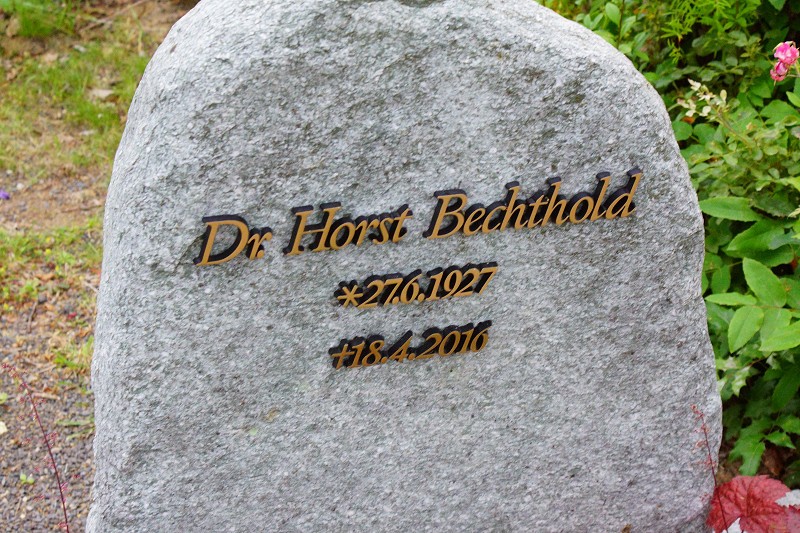 Dr. Horst Bechthold
*27.6.1927
†18.4.2016